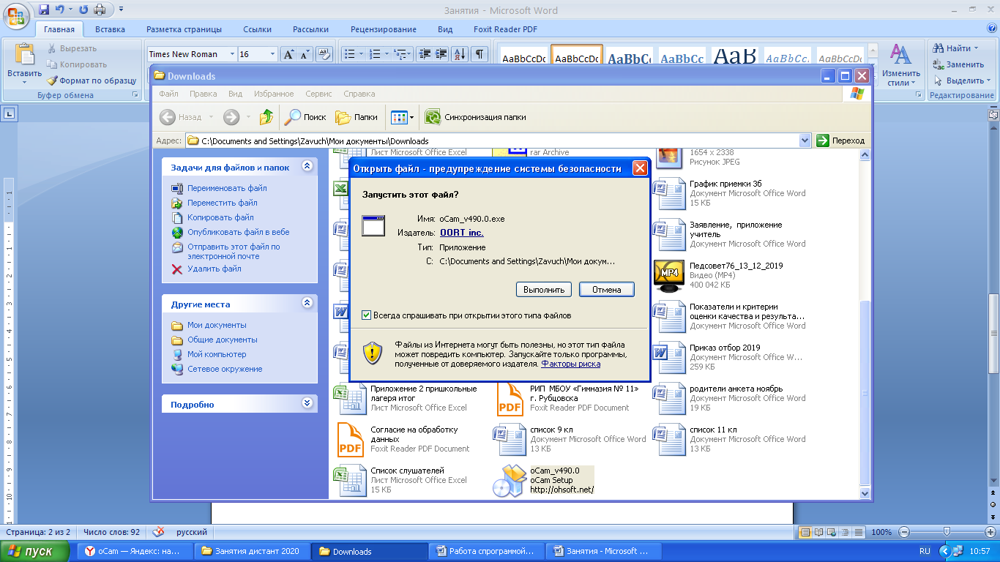 Занятия - Microsoft Word
Главная
Вставка
Разметка страницы
Ссылки
Рассылки
Рецензирование
Вид
Foxit Reader PDF
Вставить
Вырезать
Копировать
Формат по образцу
Буфер обмена
Times New Roman
16
AaBbCcDc
AaBbCcDc
AaBbCc
AaBbCc
AaB
AaBbCcL
AaBbCcDc
Изменить
стили
Найти
Заменить
Выделить
Редактирование
Downloads
Файл
Правка
Вид
Избранное
Сервис
Справка
Назад
Поиск
Папки
Синхронизация папки
Адрес:
C:\Documents and Settings\Zavuch\Мои документы\Downloads
Переход
Задачи для файлов и папок
Переименовать файл
Переместить файл
Копировать файл
Опубликовать файл в вебе
Отправить этот файл по
электронной почте
Удалить файл
Другие места
Мои документы
Общие документы
Мой компьютер
Сетевое окружение
Подробно
Лист Microsoft Office Excel
rar Archive
1654 x 2338
Рисунок JPEG
График приемки 3б
Документ Microsoft Office Word
15 КБ
Заявление, приложение
учитель
Документ Microsoft Office Word
MP4
Педсовет76_13_12_2019
Видео (MP4)
400 042 КБ
Показатели и критерии
оценки качества и результа...
Документ Microsoft Office Word
Приказ отбор 2019
Документ Microsoft Office W...
259 КБ
Приложение 2 пришкольные
лагеря итог
Лист Microsoft Office Excel
PDF
РИП МБОУ «Гимназия № 11»
г. Рубцовска
Foxit Reader PDF Document
родители анкета ноябрь
Документ Microsoft Office Word
19 КБ
PDF
Согласие на обработку
данных
Foxit Reader PDF Document
список 9 кл
Документ Microsoft Office Word
13 КБ
список 11 кл
Документ Microsoft Office Word
13 КБ
Список слушателей
Лист Microsoft Office Excel
15 КБ
oCam_v490.0
oCam Setup
http://ohsoft.net/
Открыть файл - предупреждение системы безопасности
Запустить этот файл?
Имя: oCam_v490.0.exe
Издатель: OORT inc.
Тип: Приложение
С: C:\Documents and Settings\Zavuch\Мои докум...
Выполнить
Отмена
Всегда спрашивать при открытии этого типа файлов
Файлы из Интернета могут быть полезны, но этот тип файла
может повредить компьютер. Запускайте только программы,
полученные от доверяемого издателя. Факторы риска
Страница: 2 из 2
Число слов: 92
русский
100%
пуск
oCam — Яндекс: на...
Занятия дистант 2020
Downloads
Работа спрограммой...
Занятия - Microsoft ...
RU
10:57